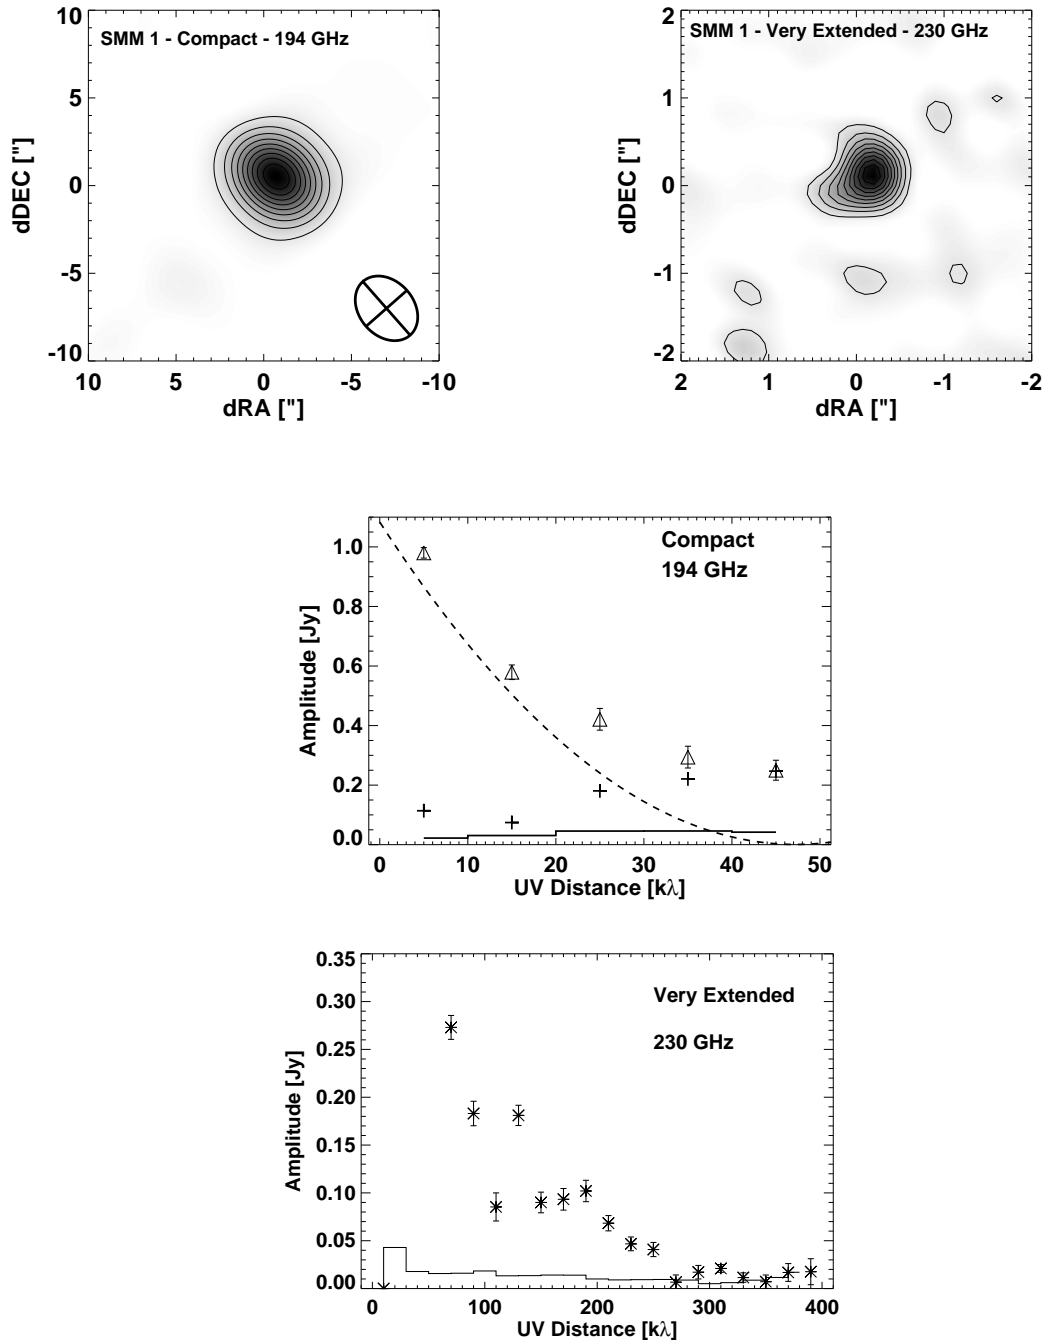 SMM 1 - Compact - 194 GHz
10
5
0
-5
-10
dDEC ["]
10 5 0 -5 -10
dRA ["]
SMM 1 - Very Extended - 230 GHz
2
1
0
-1
-2
dDEC ["]
2 1 0 -1 -2
dRA ["]
Compact
194 GHz
1.0
0.8
0.6
0.4
0.2
0.0
Amplitude [Jy]
0 10 20 30 40 50
UV Distance [kλ]
Very Extended
230 GHz
0.35
0.30
0.25
0.20
0.15
0.10
0.05
0.00
Amplitude [Jy]
0 100 200 300 400
UV Distance [kλ]